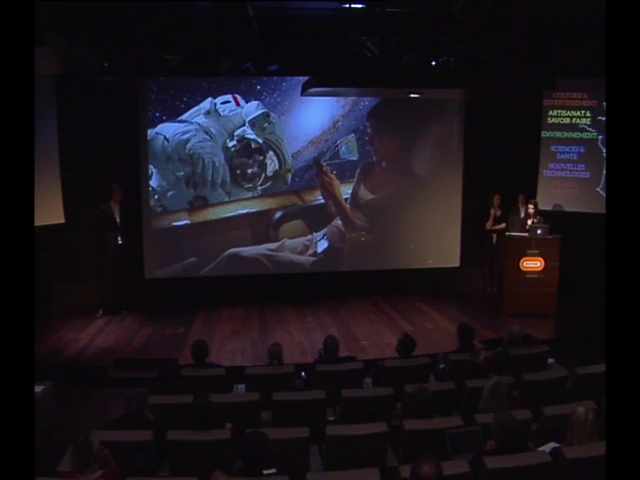 CULTURE &
DIVERTISSEMENT
ARTISANAT &
SAVOIR-FAIRE
ENVIRONNEMENT
SCIENCES &
SANTÉ
NOUVELLES
TECHNOLOGIES